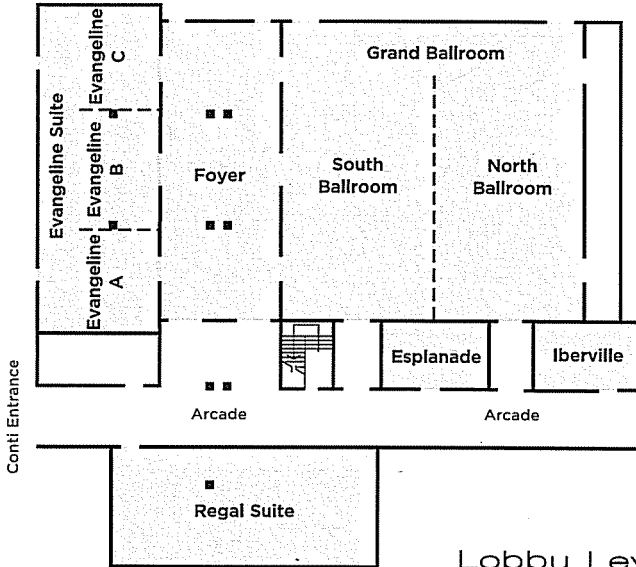 Evangeline Suite
Evangeline
C
Evangeline
B
Evangeline
A
Foyer
Grand Ballroom
South
Ballroom
North
Ballroom
Esplanade
Iberville
Conti Entrance
Arcade
Arcade
Regal Suite
Lobby